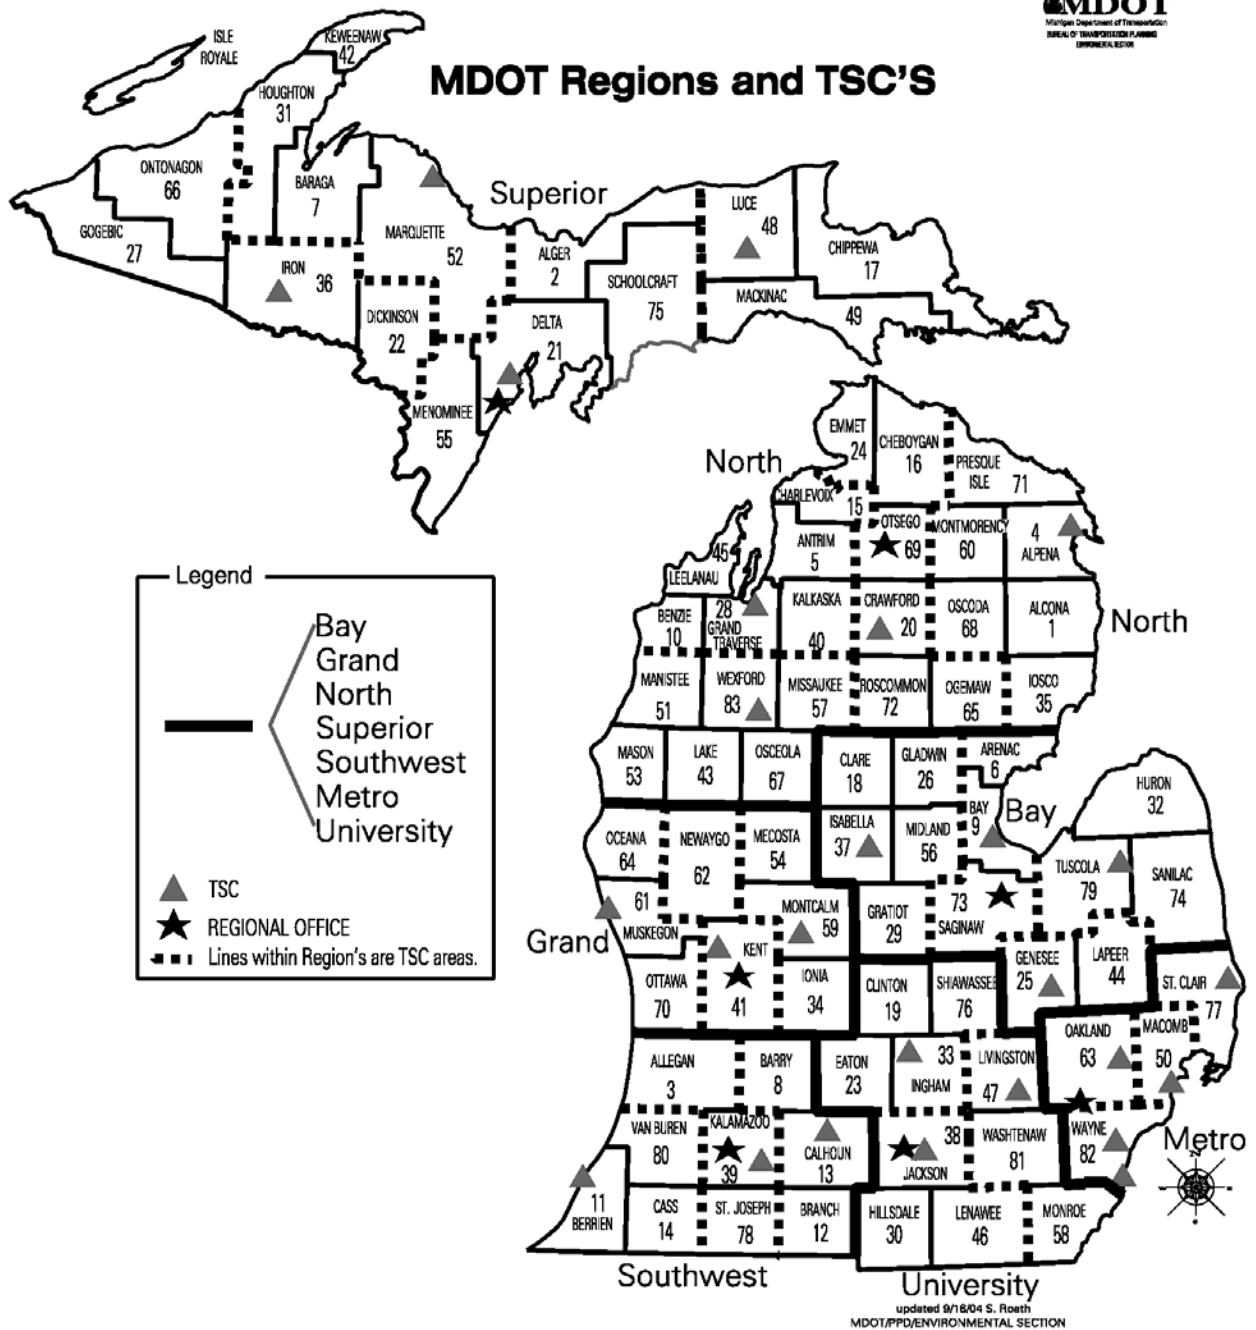 MDOT
Michigan Department of Transportation
BUREAU OF TRANSPORTATION PLANNING
ENVIRONMENTAL SECTION
MDOT Regions and TSC'S
ISLE
ROYALE
KEWEENAW
42
HOUGHTON
31
ONTONAGON
66
BARAGA
7
GOGEBIC
27
IRON 36
MARQUETTE
52
Superior
ALGER
2
LUCE
48
CHIPPEWA
17
SCHOOLCRAFT
75
MACKINAC
49
DICKINSON
22
DELTA
21
MENOMINEE
55
EMMET
24
CHEBOYGAN
16
North
PRESQUE
ISLE
71
CHARLEVOIX
15
OTSEGO
69
MONTMORENCY
60
4
ALPENA
ANTRIM
5
45
LEELANAU
28
GRAND
TRAVERSE
BENZIE
10
KALKASKA
40
CRAWFORD
20
OSCODA
68
ALCONA
1
North
MANISTEE
51
WEXFORD
83
MISSAUKEE
57
ROSCOMMON
72
OGEMAW
65
IOSCO
35
MASON
53
LAKE
43
OSCEOLA
67
CLARE
18
GLADWIN
26
ARENAC
6
HURON
32
OCEANA
64
NEWAYGO
62
MECOSTA
54
ISABELLA
37
MIDLAND
56
BAY
9
Bay
TUSCOLA
79
SANILAC
74
61
MUSKEGON
Grand
MONTCALM
59
GRATIOT
29
73
SAGINAW
KENT
41
OTTAWA
70
IONIA
34
CLINTON
19
SHIAWASSEE
76
GENESEE
25
LAPEER
44
ST. CLAIR
77
ALLEGAN
3
BARRY
8
EATON
23
33
INGHAM
LIVINGSTON
47
OAKLAND
63
MACOMB
50
VAN BUREN
80
KALAMAZOO
39
CALHOUN
13
38
JACKSON
WASHTENAW
81
WAYNE
82
Metro
11
BERRIEN
CASS
14
ST. JOSEPH
78
BRANCH
12
HILLSDALE
30
LENAWEE
46
MONROE
58
Southwest
University
Legend
Bay
Grand
North
Superior
Southwest
Metro
University
TSC
REGIONAL OFFICE
Lines within Region's are TSC areas.
updated 9/16/04 S. Roath
MDOT/PPD/ENVIRONMENTAL SECTION